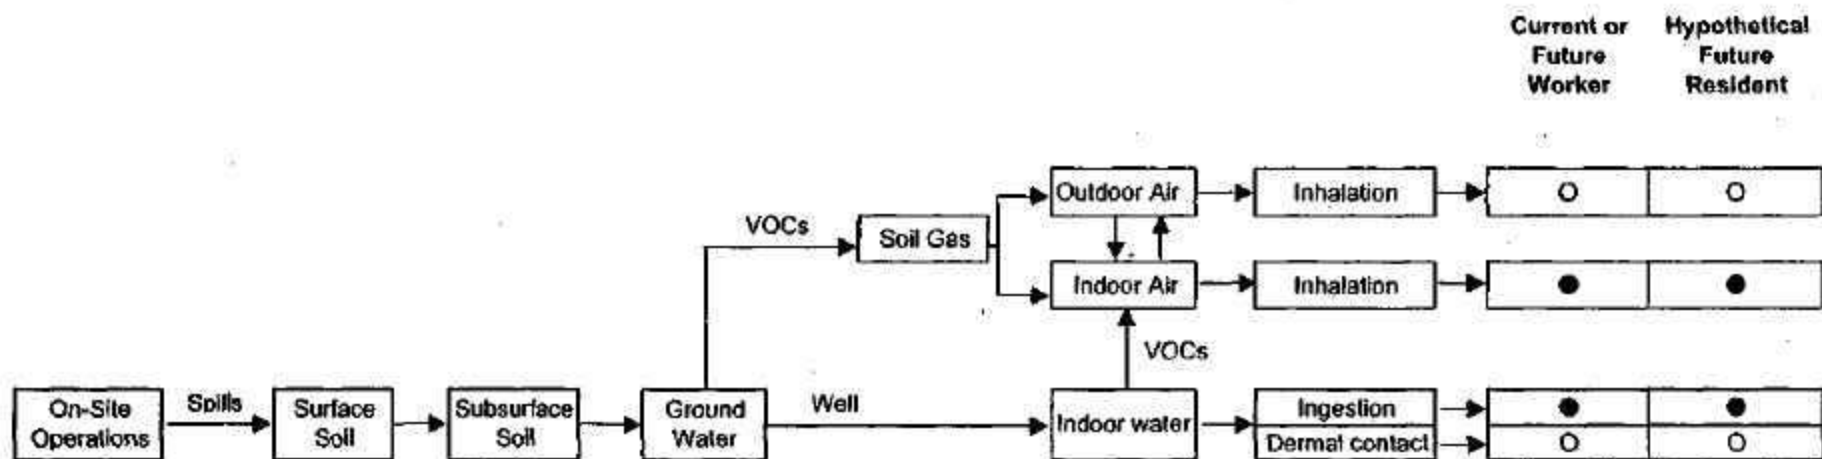 Current or
Future
Worker
Hypothetical
Future
Resident
Outdoor Air
Inhalation
VOCs
Soil Gas
Indoor Air
Inhalation
VOCs
On-Site
Operations
Spills
Surface
Soil
Subsurface
Soil
Ground
Water
Well
Indoor water
Ingestion
Dermal contact